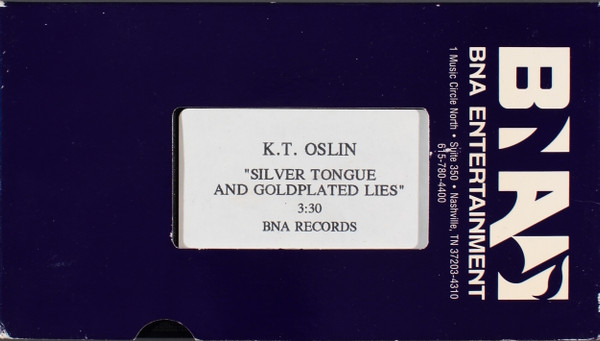 K.T. OSLIN
"SILVER TONGUE
AND GOLDPLATED LIES"
3:30
BNA RECORDS
BNA
BNA ENTERTAINMENT
1 Music Circle North • Suite 350 • Nashville, TN 37203-4310
615-780-4400